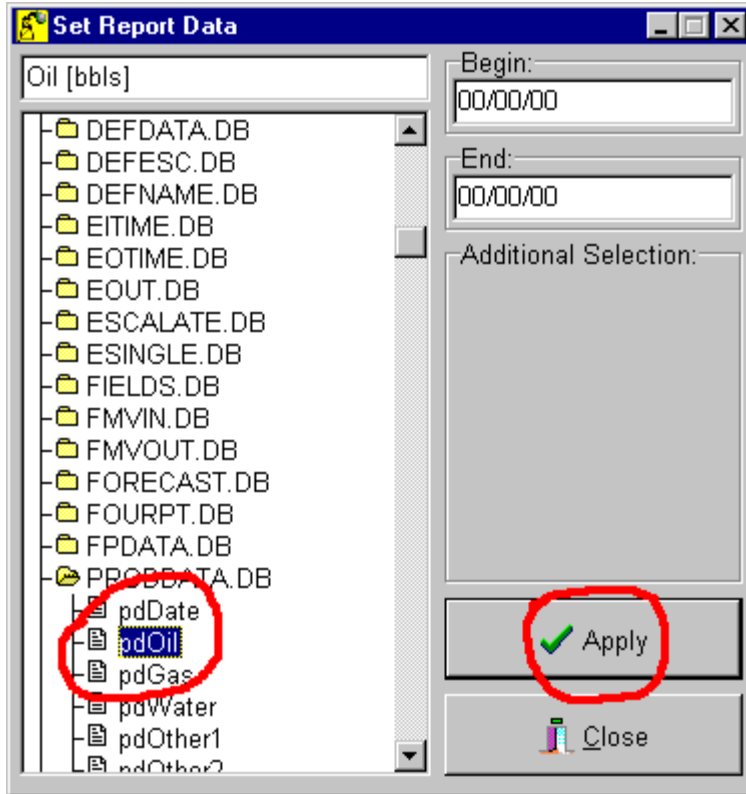 Set Report Data
Oil [bbls]
DEFDATA.DB
DEFESC.DB
DEFNAME.DB
EITIME.DB
EOTIME.DB
EOUT.DB
ESCALATE.DB
ESINGLE.DB
FIELDS.DB
FMVIN.DB
FMVOUT.DB
FORECAST.DB
FOURPT.DB
FPDATA.DB
PRODDATA.DB
pdDate
pdOil
pdGas
pdWater
pdOther1
pdOther2
Begin:
00/00/00
End:
00/00/00
Additional Selection:
Apply
Close